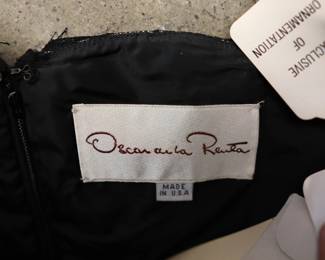 EXCLUSIVE
OF
ORNAMENTATION
Oscar de la Renta
MADE
IN U.S.A